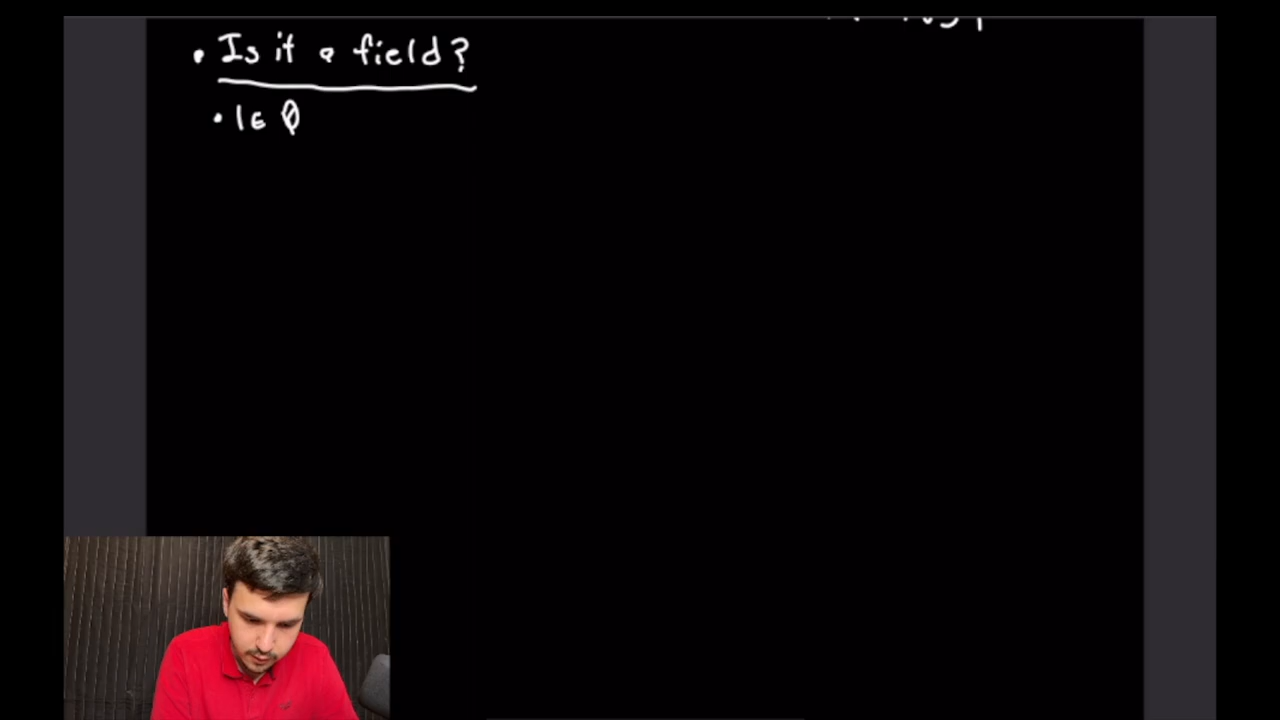 • Is it a field?
• 1 ∈ ℚ